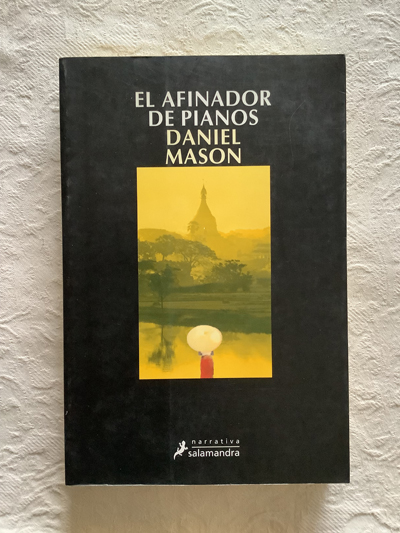 EL AFINADOR
DE PIANOS
DANIEL
MASON
narrativa
salamandra